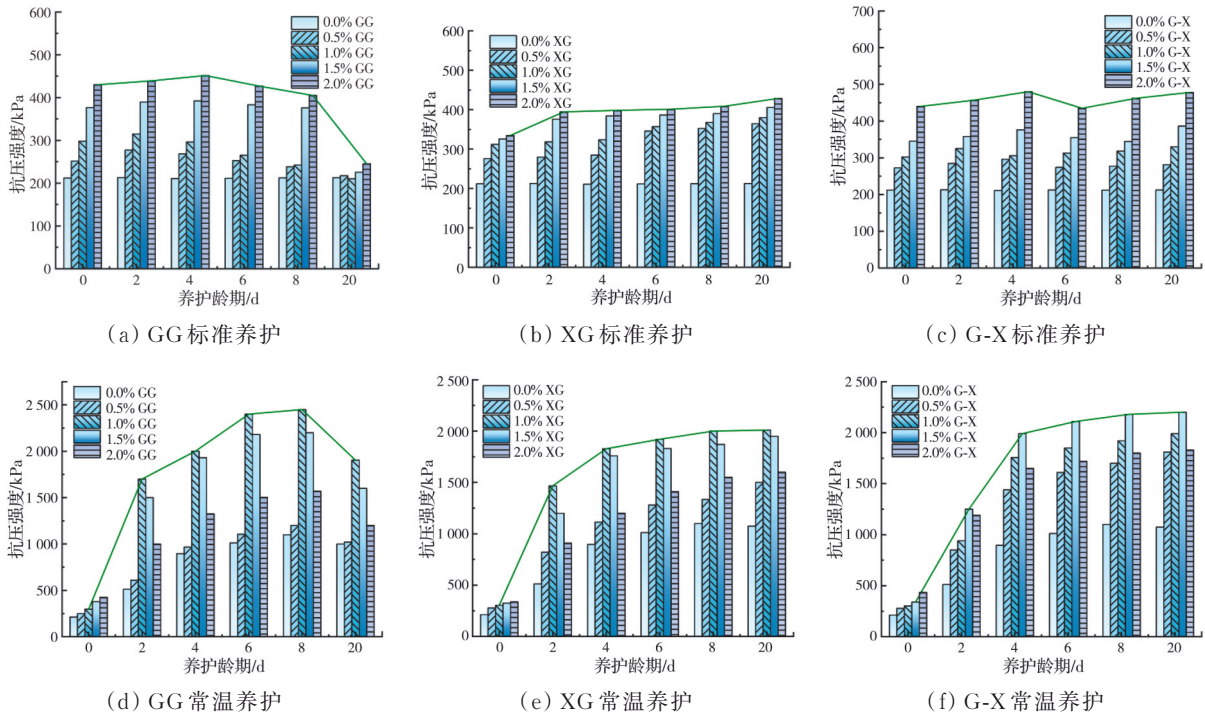 600
500
400
300
200
100
0
抗压强度/kPa
0.0% GG
0.5% GG
1.0% GG
1.5% GG
2.0% GG
0 2 4 6 8 20
养护龄期/d
(a) GG标准养护
600
500
400
300
200
100
0
抗压强度/kPa
0.0% XG
0.5% XG
1.0% XG
1.5% XG
2.0% XG
0 2 4 6 8 20
养护龄期/d
(b) XG标准养护
700
600
500
400
300
200
100
0
抗压强度/kPa
0.0% G-X
0.5% G-X
1.0% G-X
1.5% G-X
2.0% G-X
0 2 4 6 8 20
养护龄期/d
(c) G-X标准养护
2 500
2 000
1 500
1 000
500
0
抗压强度/kPa
0.0% GG
0.5% GG
1.0% GG
1.5% GG
2.0% GG
0 2 4 6 8 20
养护龄期/d
(d) GG常温养护
2 500
2 000
1 500
1 000
500
0
抗压强度/kPa
0.0% XG
0.5% XG
1.0% XG
1.5% XG
2.0% XG
0 2 4 6 8 20
养护龄期/d
(e) XG常温养护
2 500
2 000
1 500
1 000
500
0
抗压强度/kPa
0.0% G-X
0.5% G-X
1.0% G-X
1.5% G-X
2.0% G-X
0 2 4 6 8 20
养护龄期/d
(f) G-X常温养护